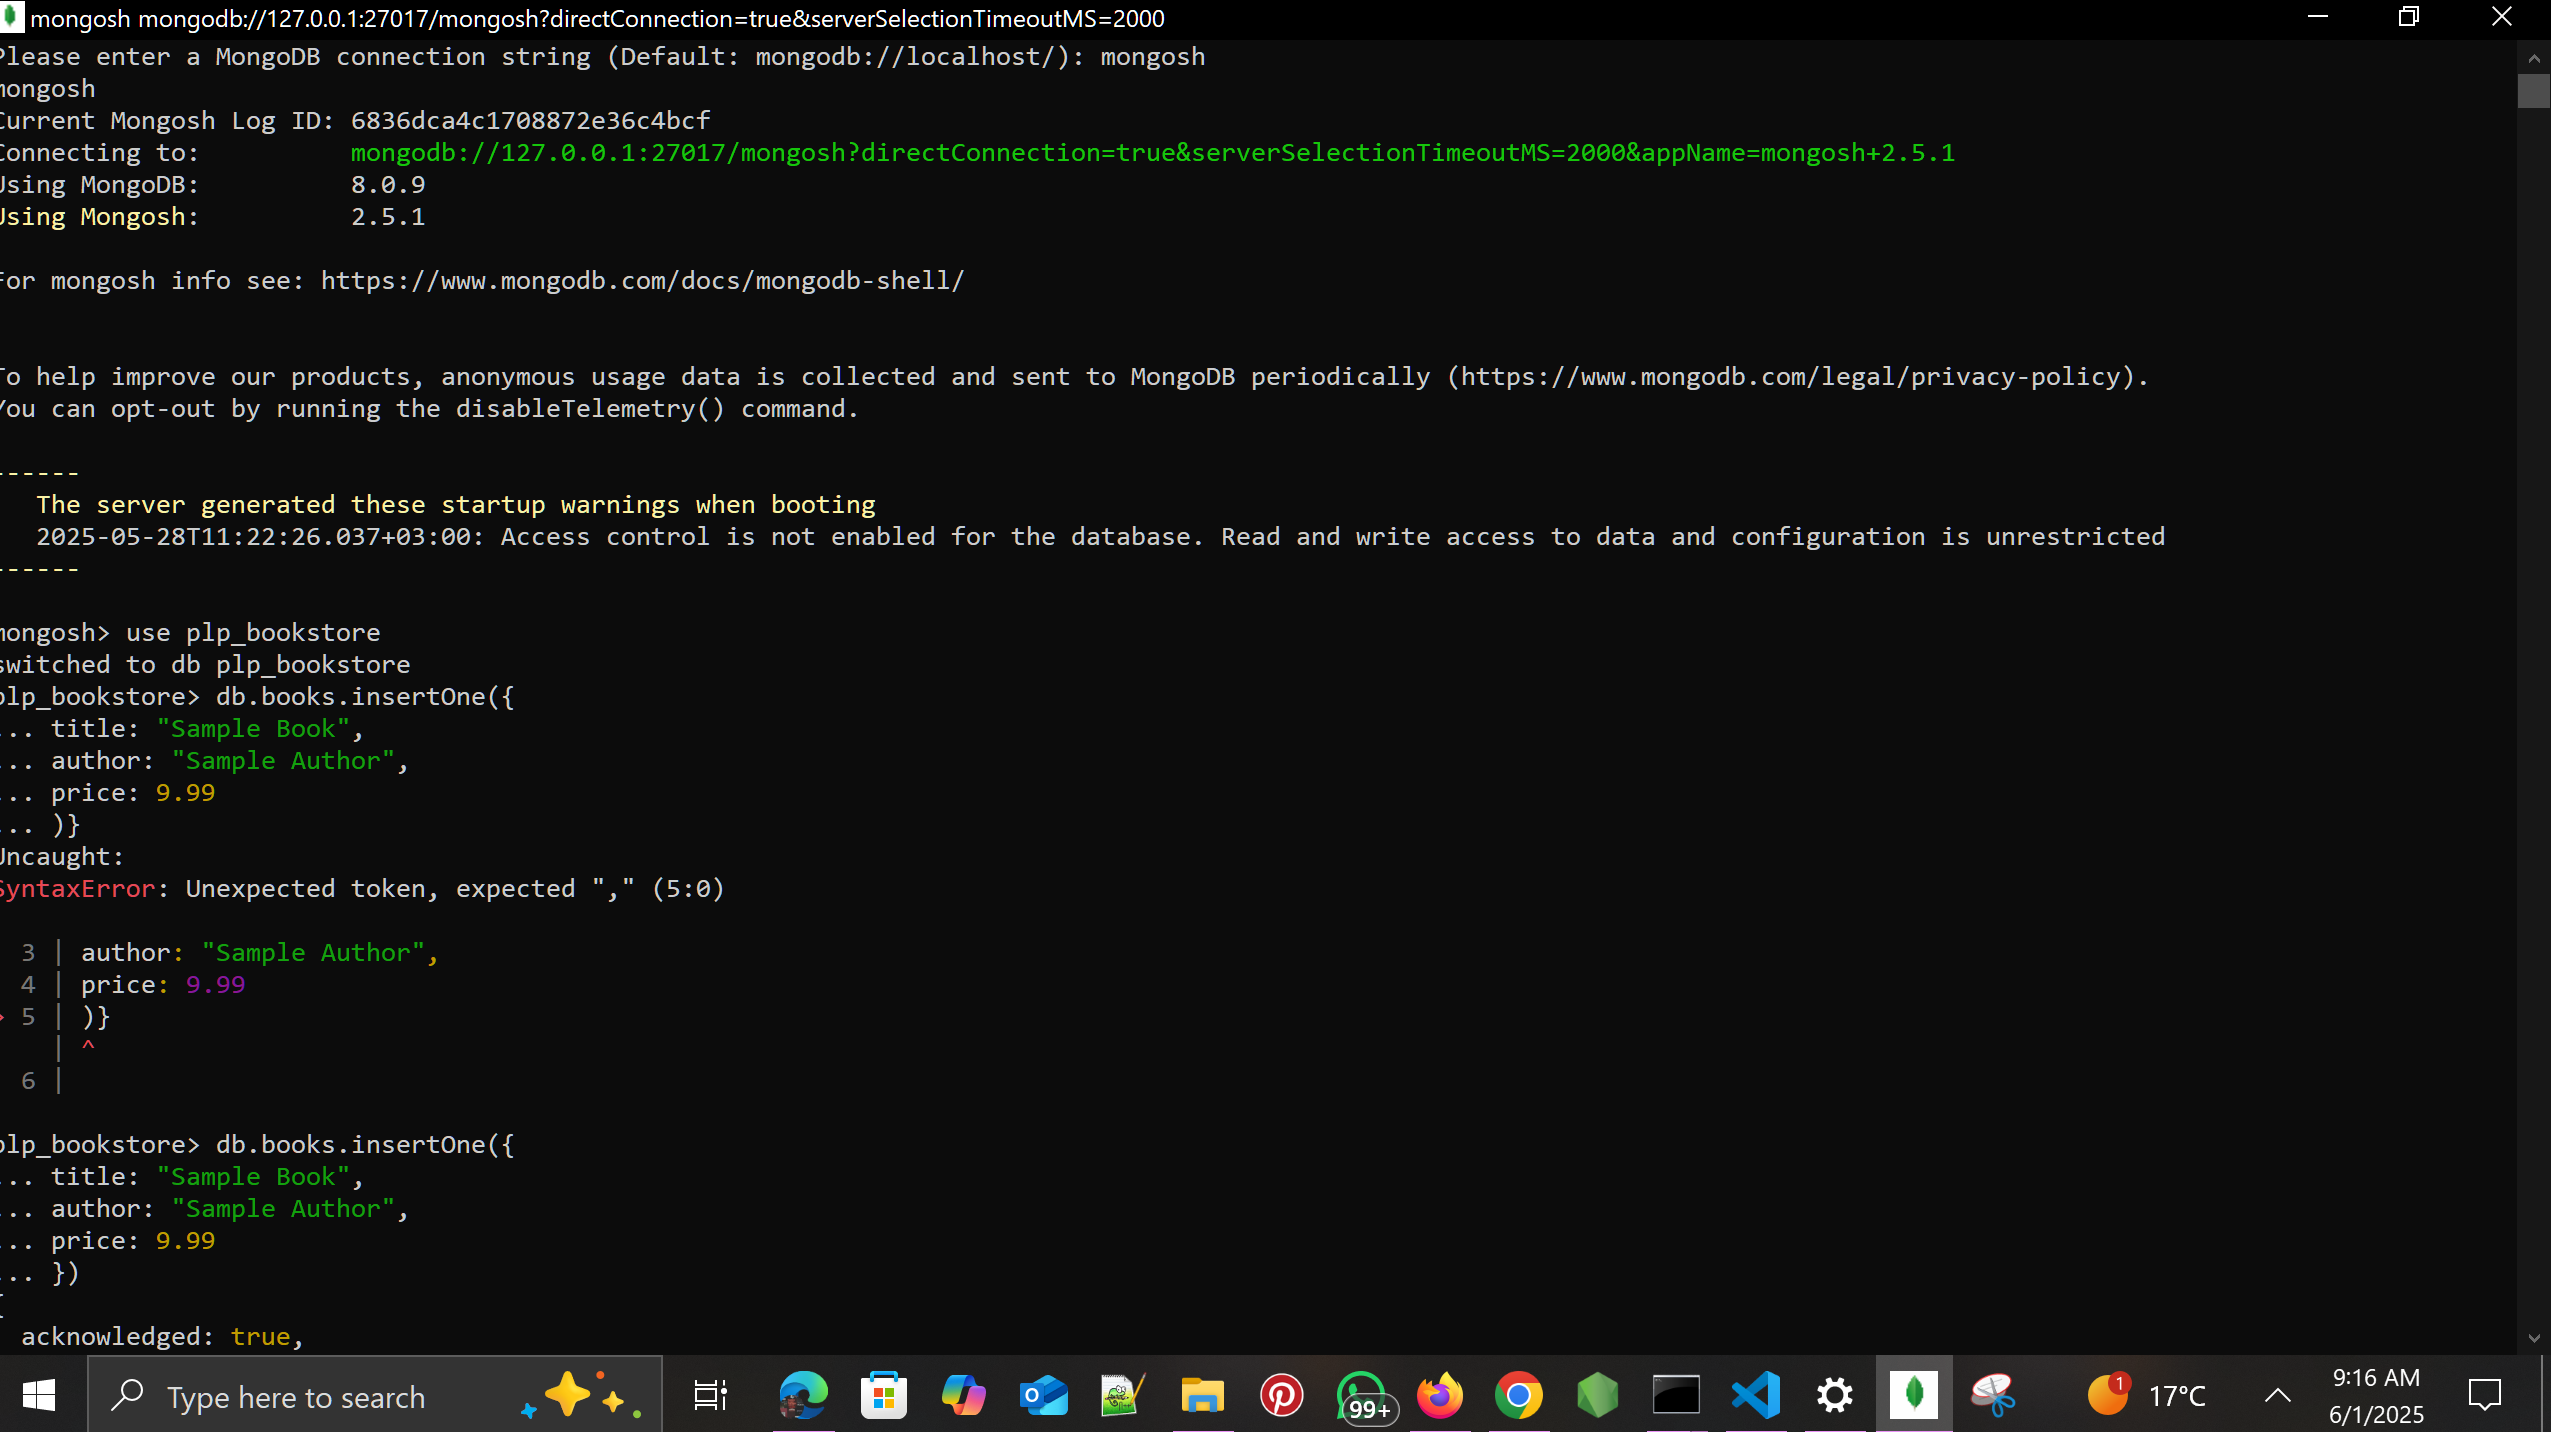 mongosh mongodb://127.0.0.1:27017/mongosh?directConnection=true&serverSelectionTimeoutMS=2000
Please enter a MongoDB connection string (Default: mongodb://localhost/): mongosh
mongosh
Current Mongosh Log ID: 6836dca4c1708872e36c4bcf
Connecting to: mongodb://127.0.0.1:27017/mongosh?directConnection=true&serverSelectionTimeoutMS=2000&appName=mongosh+2.5.1
Using MongoDB: 8.0.9
Using Mongosh: 2.5.1
For mongosh info see: https://www.mongodb.com/docs/mongodb-shell/
To help improve our products, anonymous usage data is collected and sent to MongoDB periodically (https://www.mongodb.com/legal/privacy-policy).
You can opt-out by running the disableTelemetry() command.
------
The server generated these startup warnings when booting
2025-05-28T11:22:26.037+03:00: Access control is not enabled for the database. Read and write access to data and configuration is unrestricted
------
mongosh> use plp_bookstore
switched to db plp_bookstore
plp_bookstore> db.books.insertOne({
... title: "Sample Book",
... author: "Sample Author",
... price: 9.99
... )}
Uncaught:
SyntaxError: Unexpected token, expected "," (5:0)
3 | author: "Sample Author",
4 | price: 9.99
> 5 | )}
| ^
6 |
plp_bookstore> db.books.insertOne({
... title: "Sample Book",
... author: "Sample Author",
... price: 9.99
... })
{
acknowledged: true,
Type here to search
99+
1
17°C
9:16 AM
6/1/2025